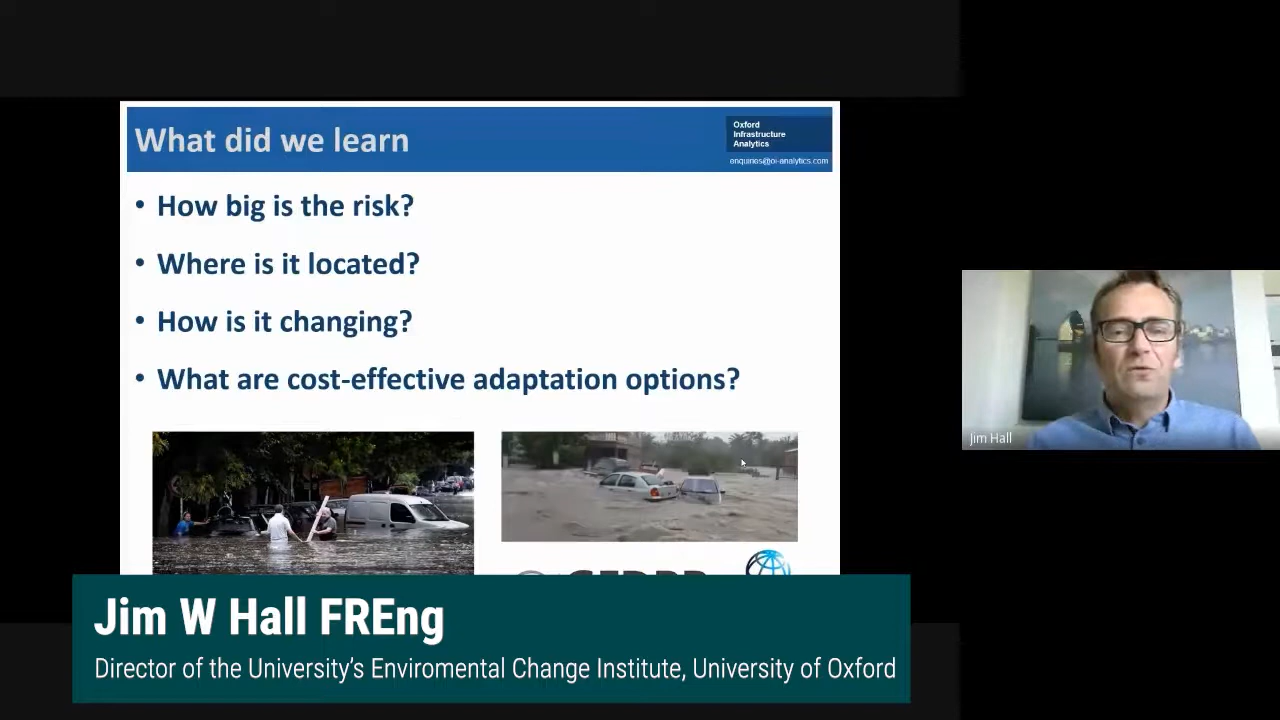 What did we learn
Oxford
Infrastructure
Analytics
enquiries@oi-analytics.com
• How big is the risk?
• Where is it located?
• How is it changing?
• What are cost-effective adaptation options?
Jim Hall
Jim W Hall FREng
Director of the University's Enviromental Change Institute, University of Oxford